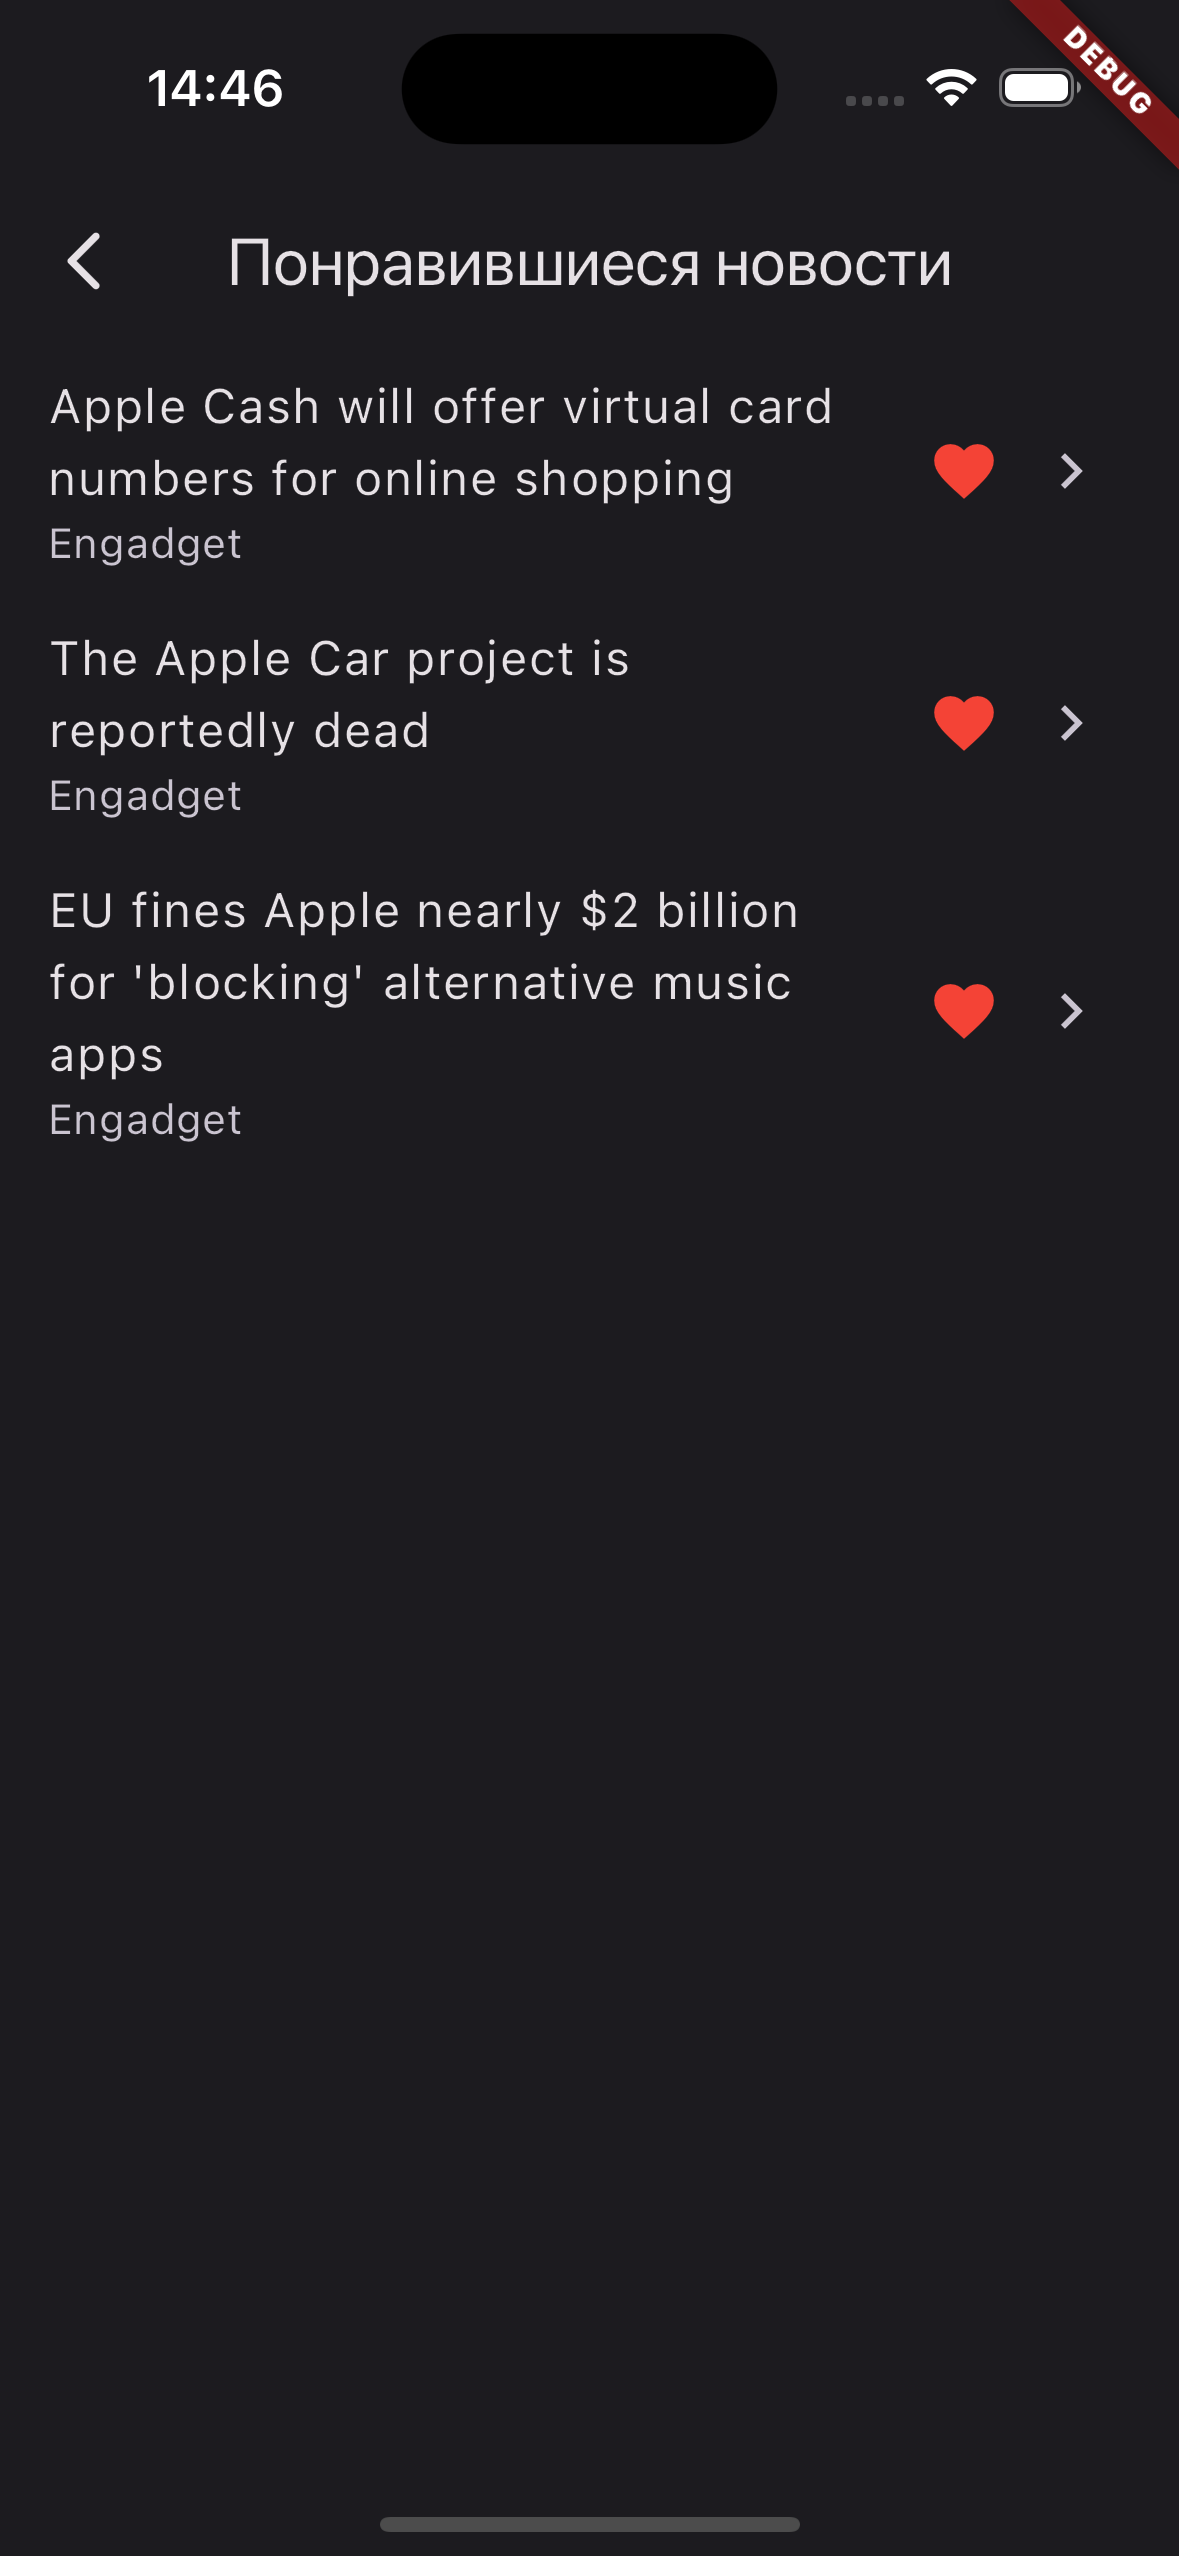 14:46
DEBUG
Понравившиеся новости
Apple Cash will offer virtual card
numbers for online shopping
Engadget
The Apple Car project is
reportedly dead
Engadget
EU fines Apple nearly $2 billion
for 'blocking' alternative music
apps
Engadget